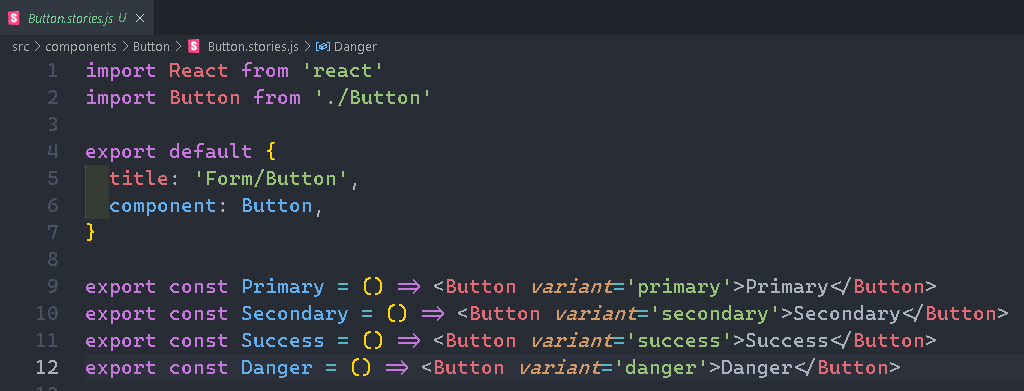 Button.stories.js U ×
src > components > Button > Button.stories.js > Danger
1 import React from 'react'
2 import Button from './Button'
3
4 export default {
5 title: 'Form/Button',
6 component: Button,
7 }
8
9 export const Primary = () => <Button variant='primary'>Primary</Button>
10 export const Secondary = () => <Button variant='secondary'>Secondary</Button>
11 export const Success = () => <Button variant='success'>Success</Button>
12 export const Danger = () => <Button variant='danger'>Danger</Button>